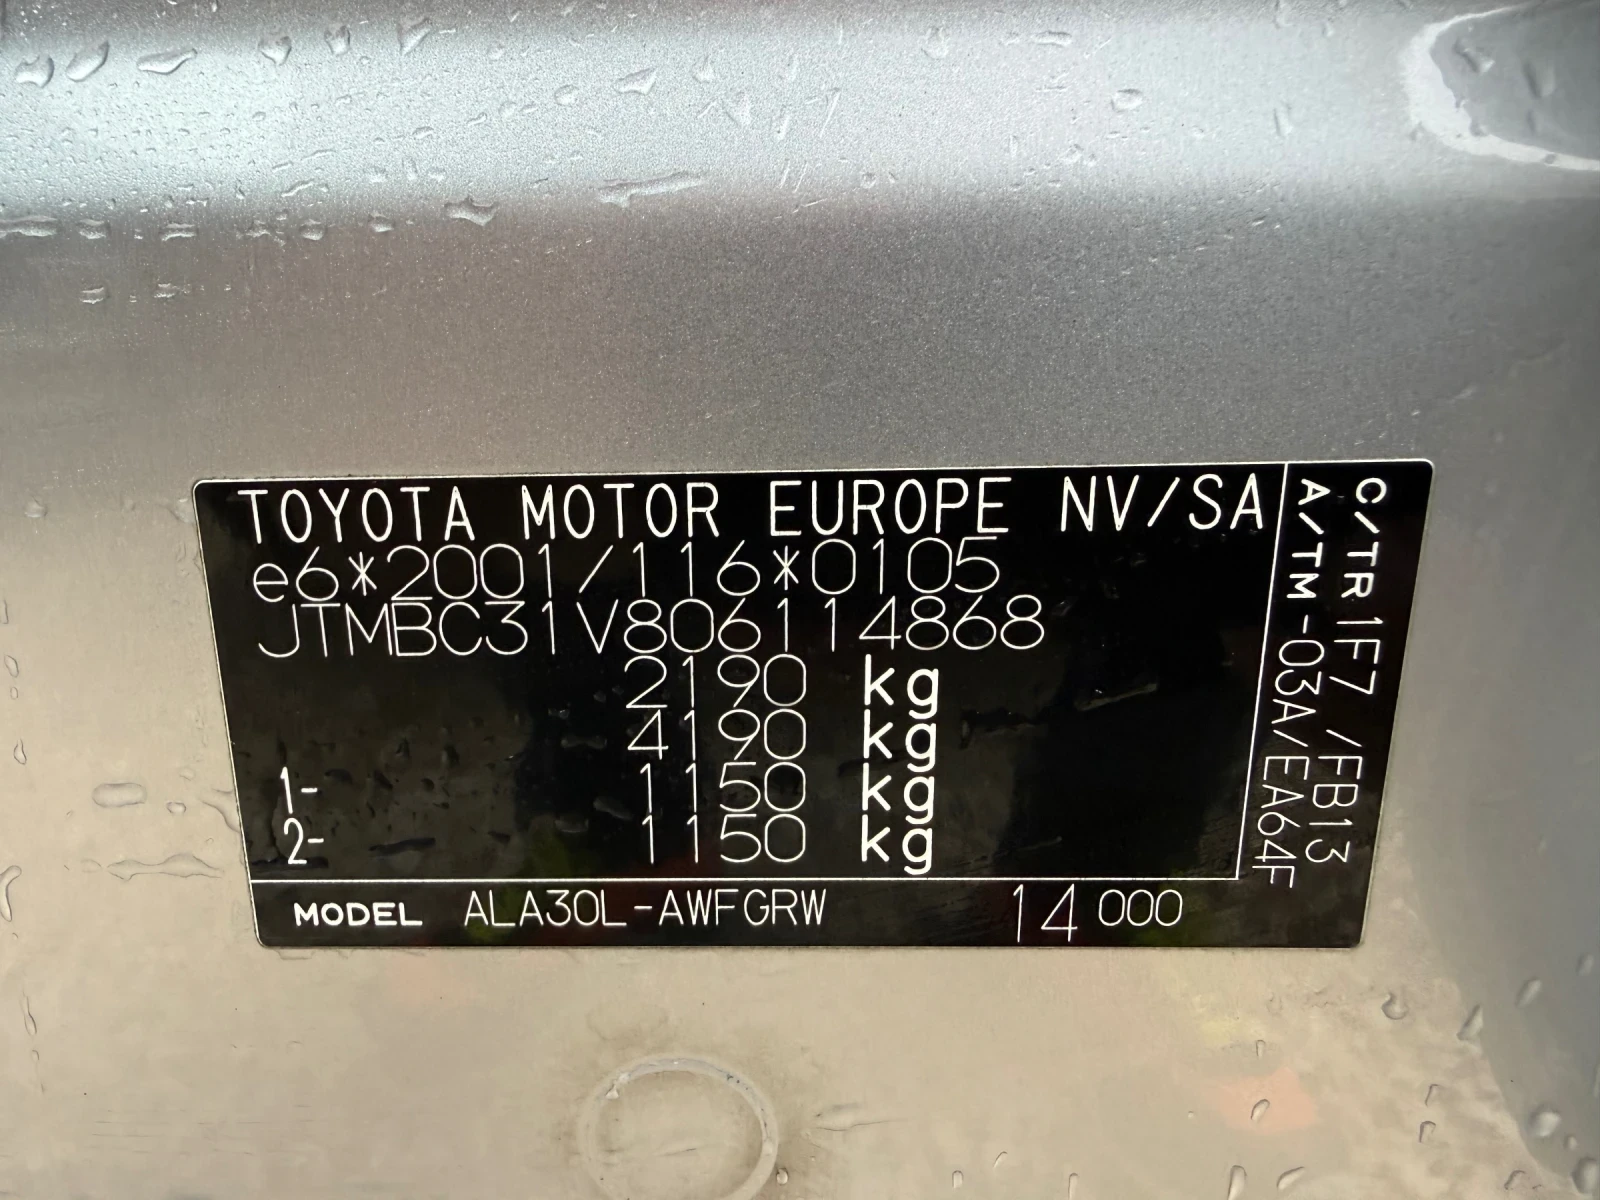 TOYOTA MOTOR EUROPE NV/SA
e6*2001/116*0105
JTMBC31V806114868
2190 kg
4190 kg
1- 1150 kg
2- 1150 kg
MODEL ALA30L-AWFGRW 14 000
C/TR 1F7 /FB13
A/TM -03A/EA64F